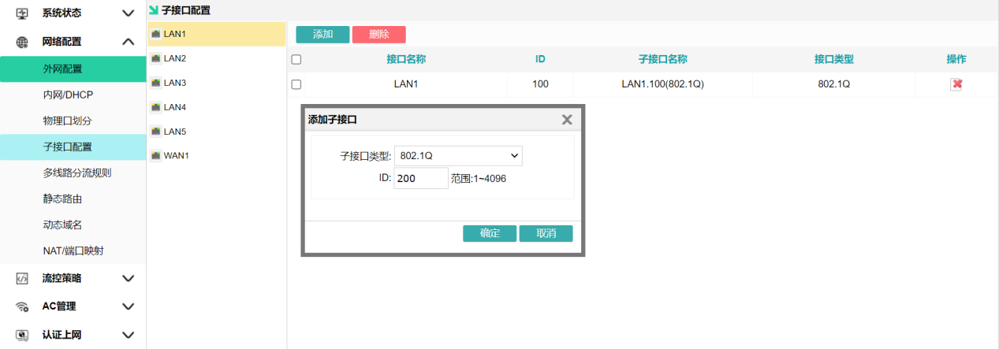 系统状态
网络配置
外网配置
内网/DHCP
物理口划分
子接口配置
多线路分流规则
静态路由
动态域名
NAT/端口映射
流控策略
AC管理
认证上网
子接口配置
LAN1
LAN2
LAN3
LAN4
LAN5
WAN1
添加 删除
接口名称 ID 子接口名称 接口类型 操作
LAN1 100 LAN1.100(802.1Q) 802.1Q
添加子接口
子接口类型: 802.1Q
ID: 200 范围:1~4096
确定 取消